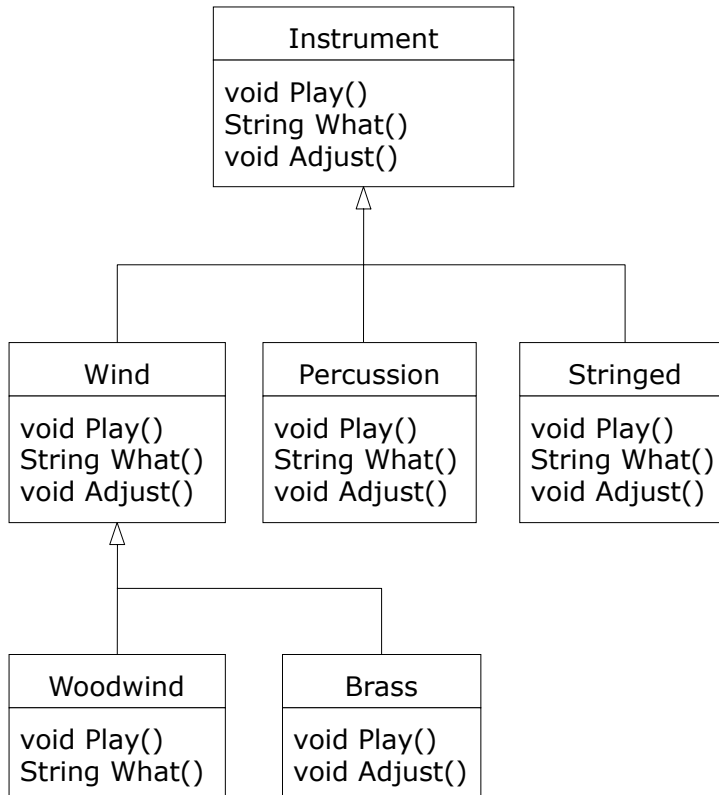 Instrument
void Play()
String What()
void Adjust()
Wind
void Play()
String What()
void Adjust()
Percussion
void Play()
String What()
void Adjust()
Stringed
void Play()
String What()
void Adjust()
Woodwind
void Play()
String What()
Brass
void Play()
void Adjust()